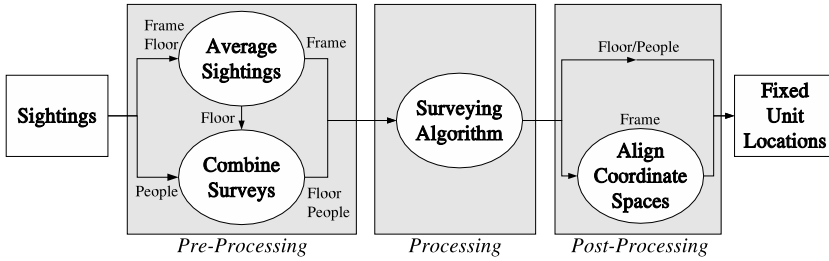 Sightings
Frame
Floor
Average
Sightings
Frame
Floor
People
Combine
Surveys
Floor
People
Pre-Processing
Surveying
Algorithm
Processing
Floor/People
Frame
Align
Coordinate
Spaces
Post-Processing
Fixed
Unit
Locations